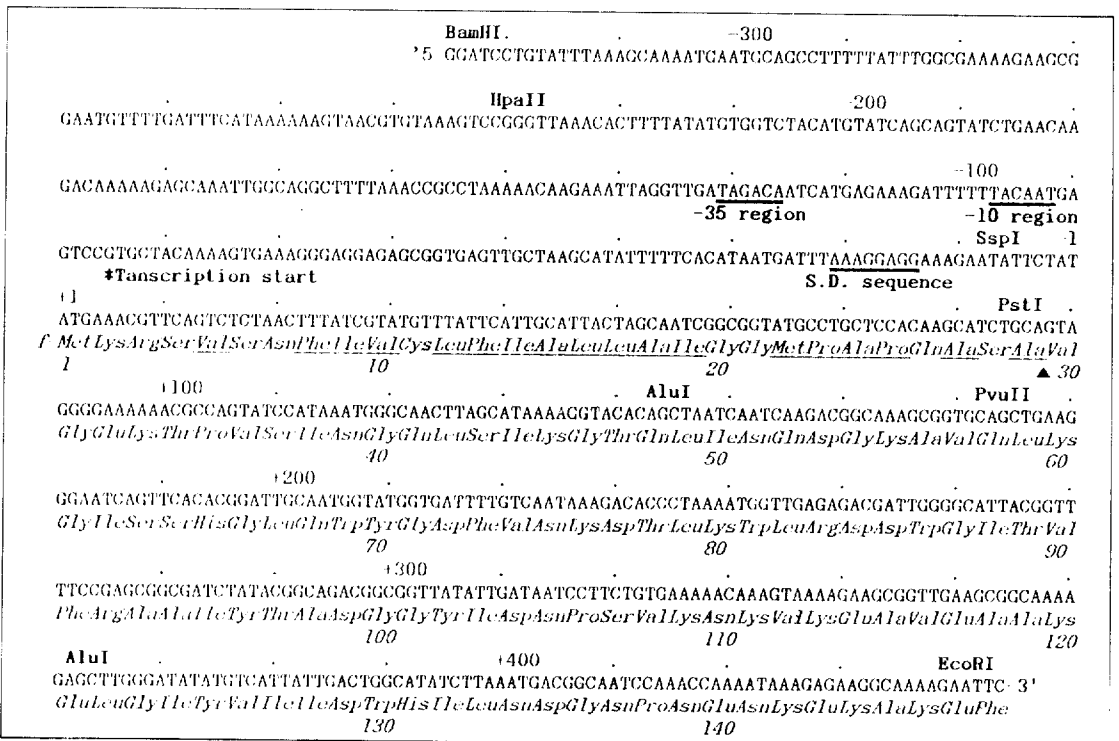 BamHI. . -300 . . .
'5 GGATCCTGTATTTAAAGCAAAATGAATGCAGCCTTTTTATTTGGCGAAAAGAAGCG
. . . HpaII . . -200 . .
GAATGTTTTGATTTCATAAAAAAAGTAACGTGTAAAGTCCGGGTTAAACACTTTTATATGTGGTCTACATGTATCAGCAGTATCTGAACAA
. . . . . . . . -100 .
GACAAAAAGAGCAAATTGGCAGGCTTTTAAACCGCCTAAAAACAAGAAATTAGGTTGATAGACAATCATGAGAAAGATTTTTTACAATGA
-35 region -10 region
. . . . . . . . . SspI -1
GTCCGTGCTACAAAAGTGAAAGGGAGGAGAGCGGTGAGTTGCTAAGCATATTTTTCACATAATGATTTAAAGGAGGAAAGAATATTCTAT
*Tanscription start S.D. sequence
+1 . . . . . . . . PstI .
ATGAAACGTTCAGTCTCTAACTTTATCGTATGTTTATTCATTGCATTACTAGCAATCGGCGGTATGCCTGCTCCACAAGCATCTGCAGTA
f MetLysArgSerValSerAsnPheIleValCysLeuPheIleAlaLeuLeuAlaIleGlyGlyMetProAlaProGlnAlaSerAlaVal
1 10 20 ▲ 30
+100 . . . . AluI . . . PvuII .
GGGGAAAAAACGCCAGTATCCATAAATGGGCAACTTAGCATAAAAGGTACACAGCTAATCAATCAAGACGGCAAAGCGGTGCAGCTGAAG
GlyGluLysThrProValSerIleAsnGlyGluLeuSerIleLysGlyThrGlnLeuIleAsnGlnAspGlyLysAlaValGlnLeuLys
40 50 60
. . +200 . . . . . . .
GGAATCAGTTCACACGGATTGCAATGGTATGGTGATTTTGTCAATAAAGACACCCTAAAATGGTTGAGAGACGATTGGGGCATTACGGTT
GlyIleSerSerHisGlyLeuGlnTrpTyrGlyAspPheValAsnLysAspThrLeuLysTrpLeuArgAspAspTrpGlyIleThrVal
70 80 90
. . . +300 . . . . . .
TTCCGAGCGGCGATCTATACGGCAGACGGCGGTTATATTGATAATCCTTCTGTGAAAAACAAAGTAAAAGAAGCGGTTGAAGCGGCAAAA
PheArgAlaAlaIleTyrThrAlaAspGlyGlyTyrIleAspAsnProSerValLysAsnLysValLysGluAlaValGluAlaAlaLys
100 110 120
AluI . . . +400 . . . EcoRI
GAGCTTGGGATATATGTCATTATTGACTGGCATATCTTAAATGACGGCAATCCAAACCAAAATAAAGAGAAGGCAAAAGAATTC- 3'
GluLeuGlyIleTyrValIleIleAspTrpHisIleLeuAsnAspGlyAsnProAsnGluAsnLysGluLysAlaLysGluPhe
130 140